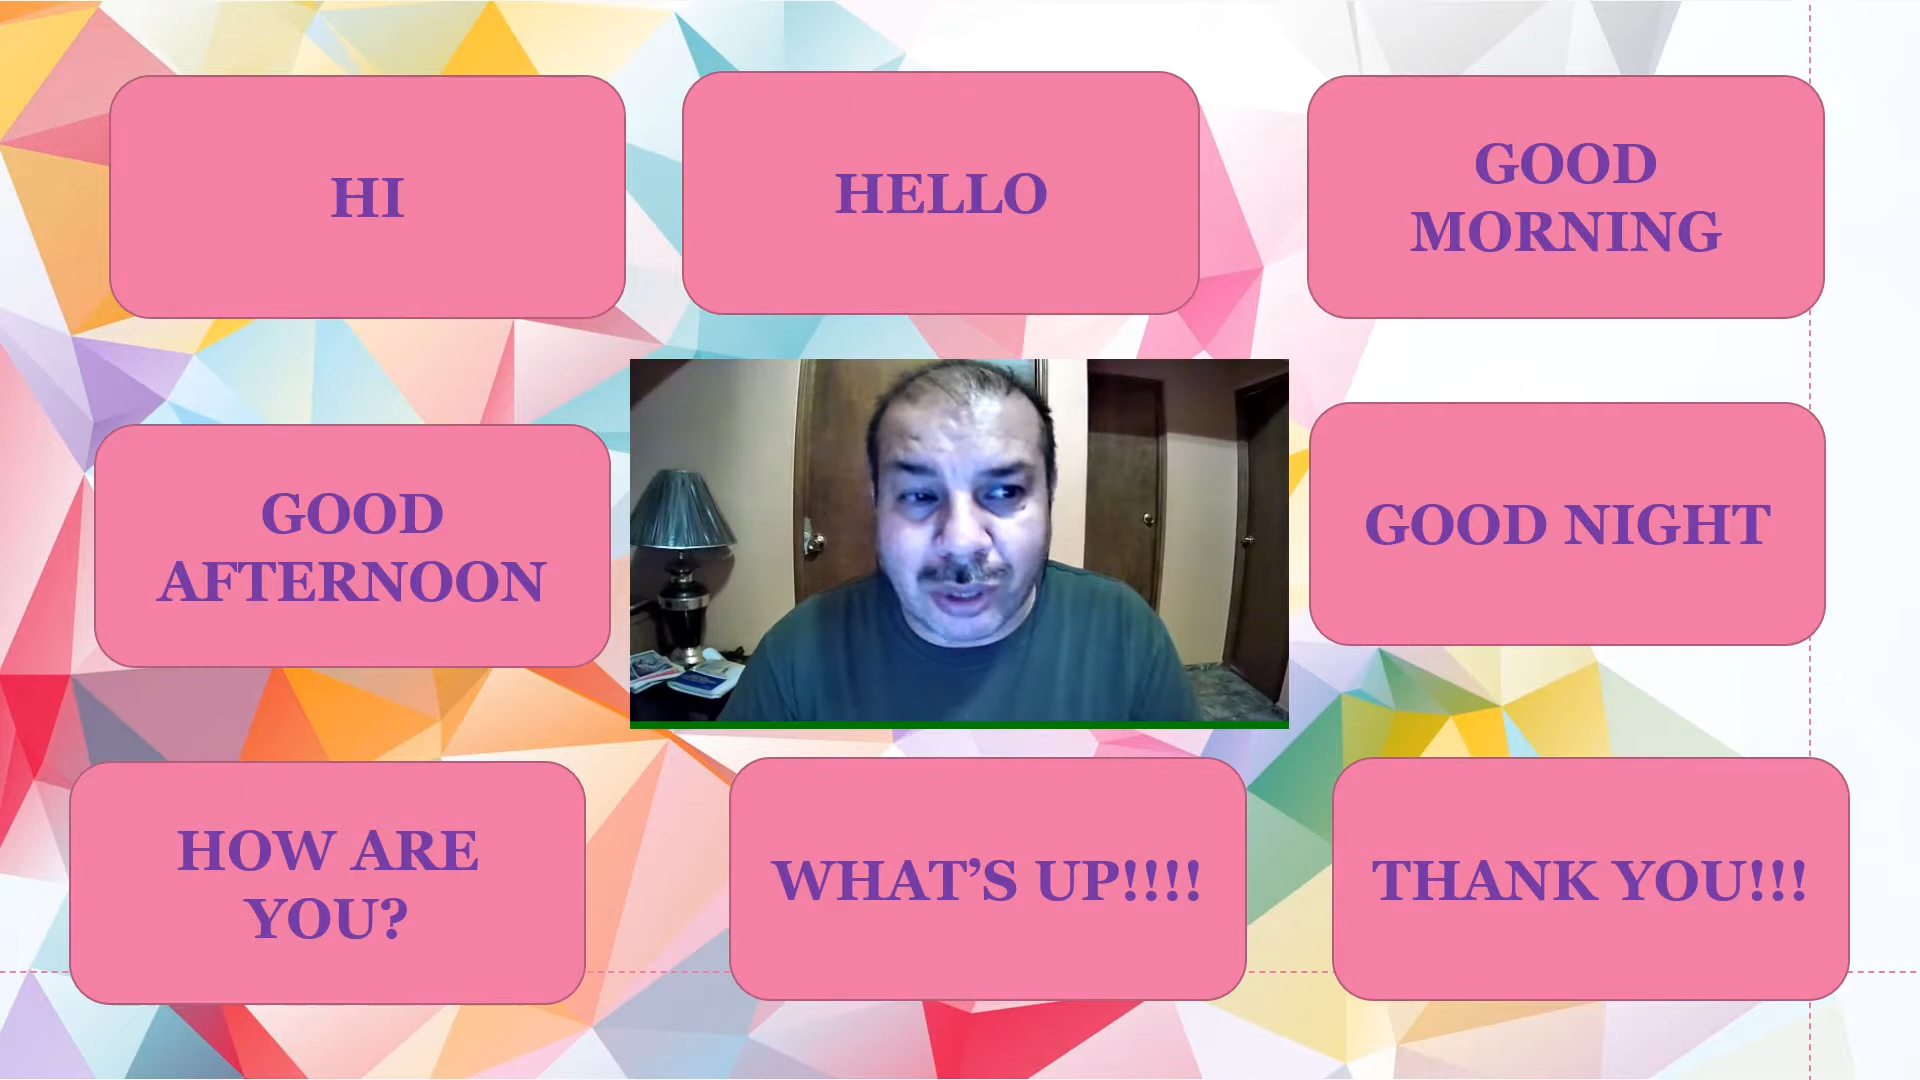 HI
HELLO
GOOD
MORNING
GOOD
AFTERNOON
GOOD NIGHT
HOW ARE
YOU?
WHAT’S UP!!!!
THANK YOU!!!